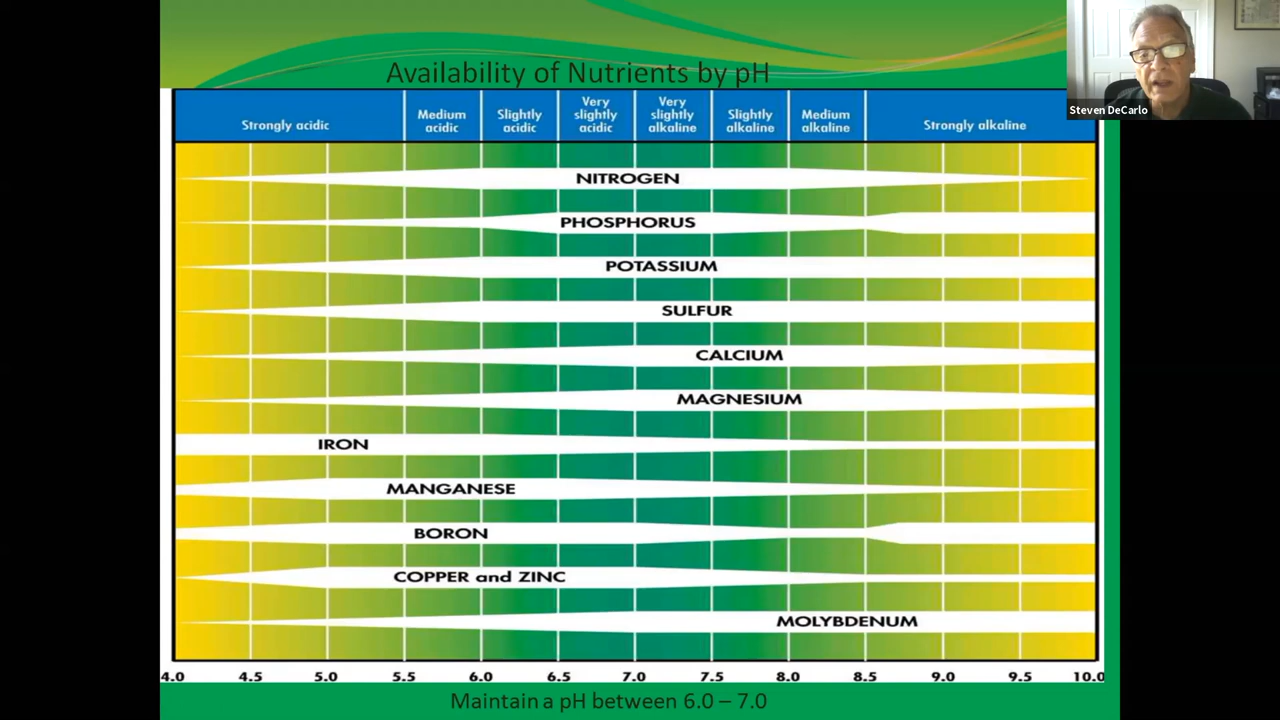 Availability of Nutrients by pH
Steven DeCarlo
Strongly acidic
Medium
acidic
Slightly
acidic
Very
slightly
acidic
Very
slightly
alkaline
Slightly
alkaline
Medium
alkaline
Strongly alkaline
NITROGEN
PHOSPHORUS
POTASSIUM
SULFUR
CALCIUM
MAGNESIUM
IRON
MANGANESE
BORON
COPPER and ZINC
MOLYBDENUM
4.0 4.5 5.0 5.5 6.0 6.5 7.0 7.5 8.0 8.5 9.0 9.5 10.0
Maintain a pH between 6.0 – 7.0